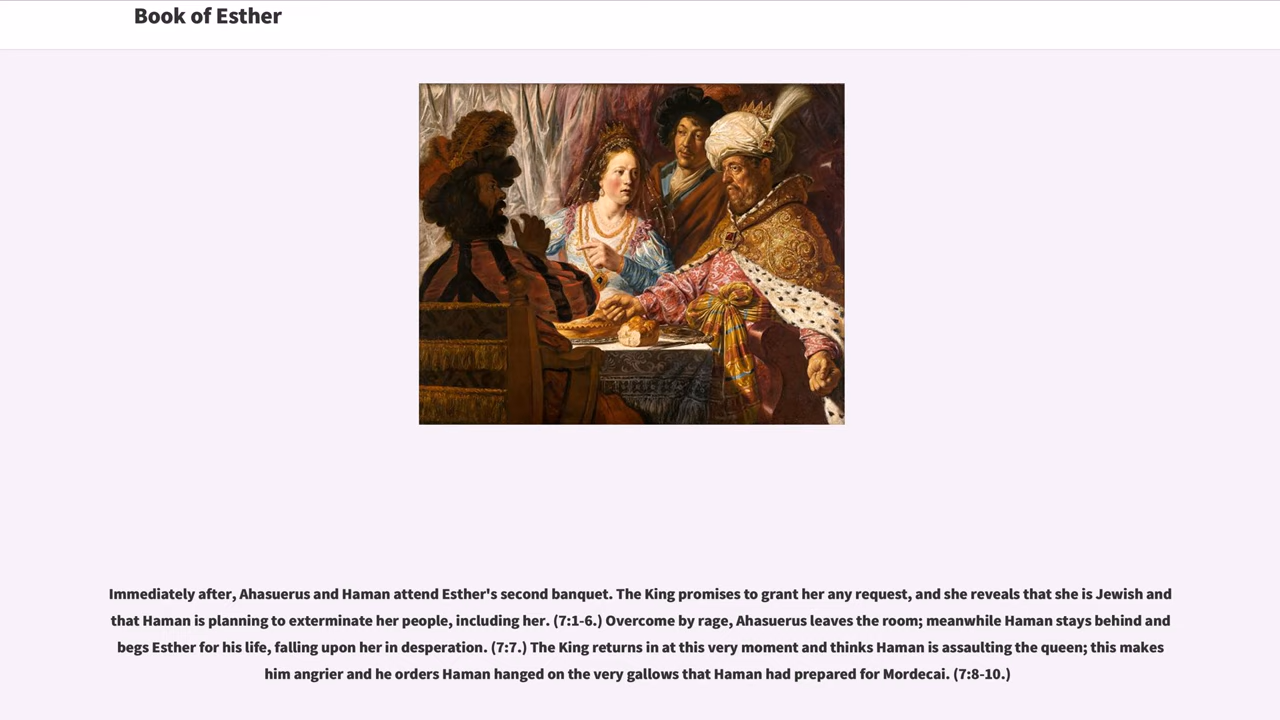 Book of Esther
Immediately after, Ahasuerus and Haman attend Esther's second banquet. The King promises to grant her any request, and she reveals that she is Jewish and
that Haman is planning to exterminate her people, including her. (7:1-6.) Overcome by rage, Ahasuerus leaves the room; meanwhile Haman stays behind and
begs Esther for his life, falling upon her in desperation. (7:7.) The King returns in at this very moment and thinks Haman is assaulting the queen; this makes
him angrier and he orders Haman hanged on the very gallows that Haman had prepared for Mordecai. (7:8-10.)